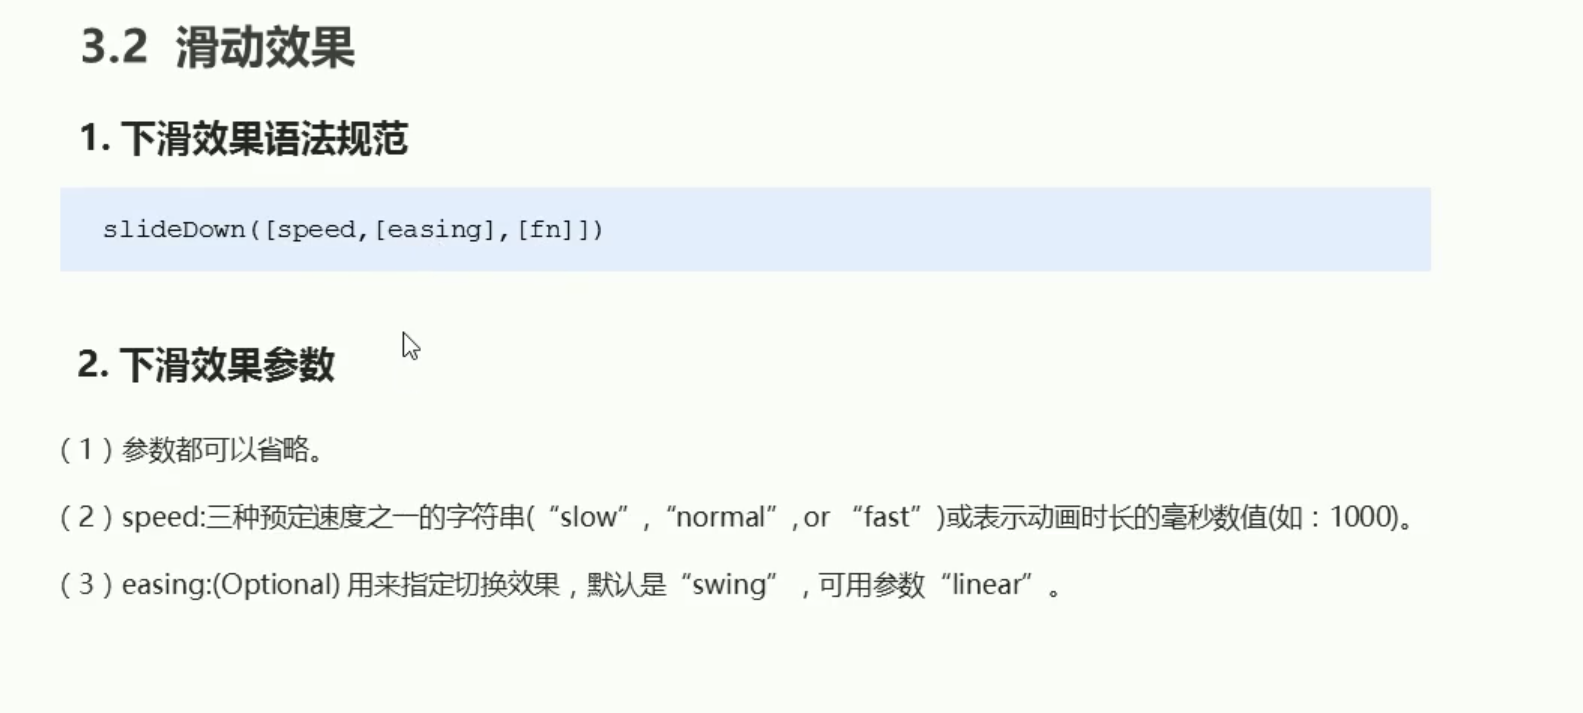 3.2 滑动效果
1. 下滑效果语法规范
slideDown([speed,[easing],[fn]])
2. 下滑效果参数
（1）参数都可以省略。
（2）speed:三种预定速度之一的字符串(“slow”,“normal”, or “fast”)或表示动画时长的毫秒数值(如：1000)。
（3）easing:(Optional) 用来指定切换效果，默认是“swing”，可用参数“linear”。